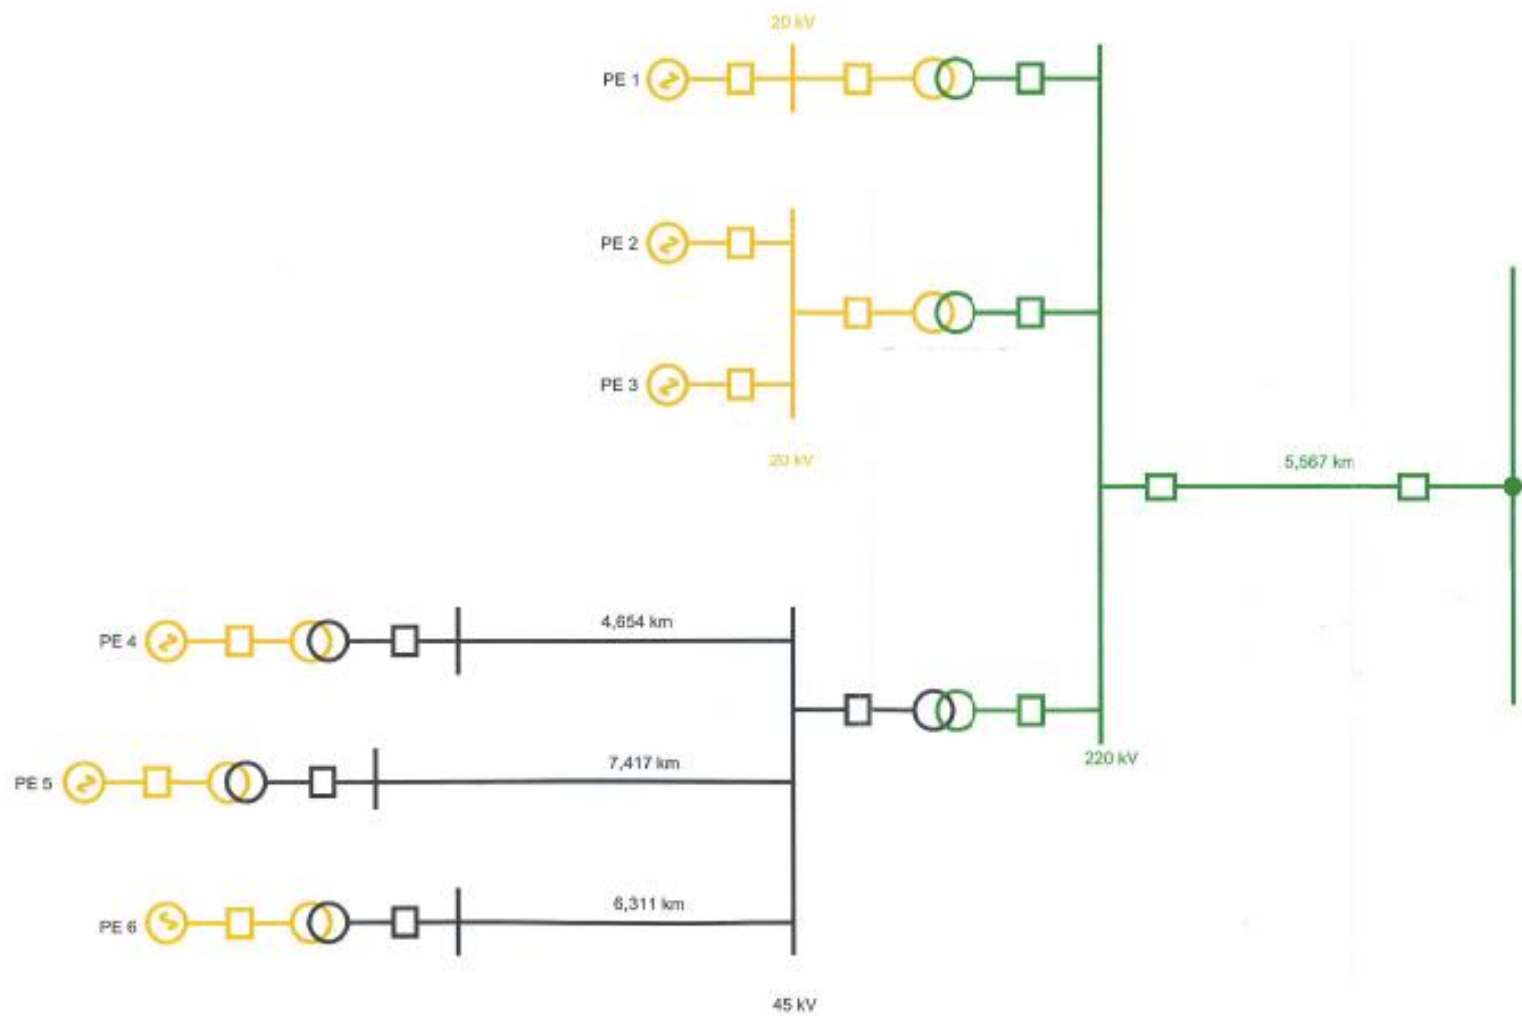 20 kV
PE 1
PE 2
PE 3
20 kV
5,567 km
PE 4
4,654 km
220 kV
PE 5
7,417 km
PE 6
6,311 km
45 kV